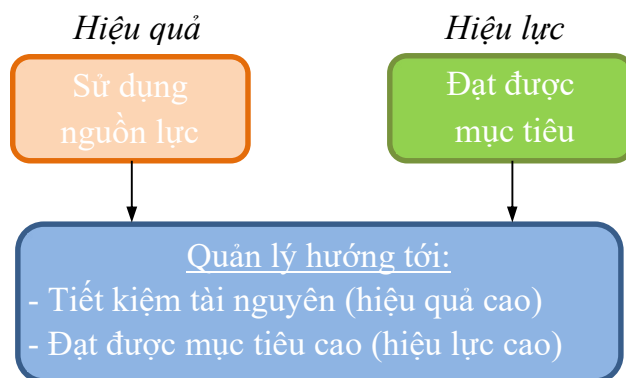 Hiệu quả
Hiệu lực
Sử dụng
nguồn lực
Đạt được
mục tiêu
Quản lý hướng tới:
- Tiết kiệm tài nguyên (hiệu quả cao)
- Đạt được mục tiêu cao (hiệu lực cao)